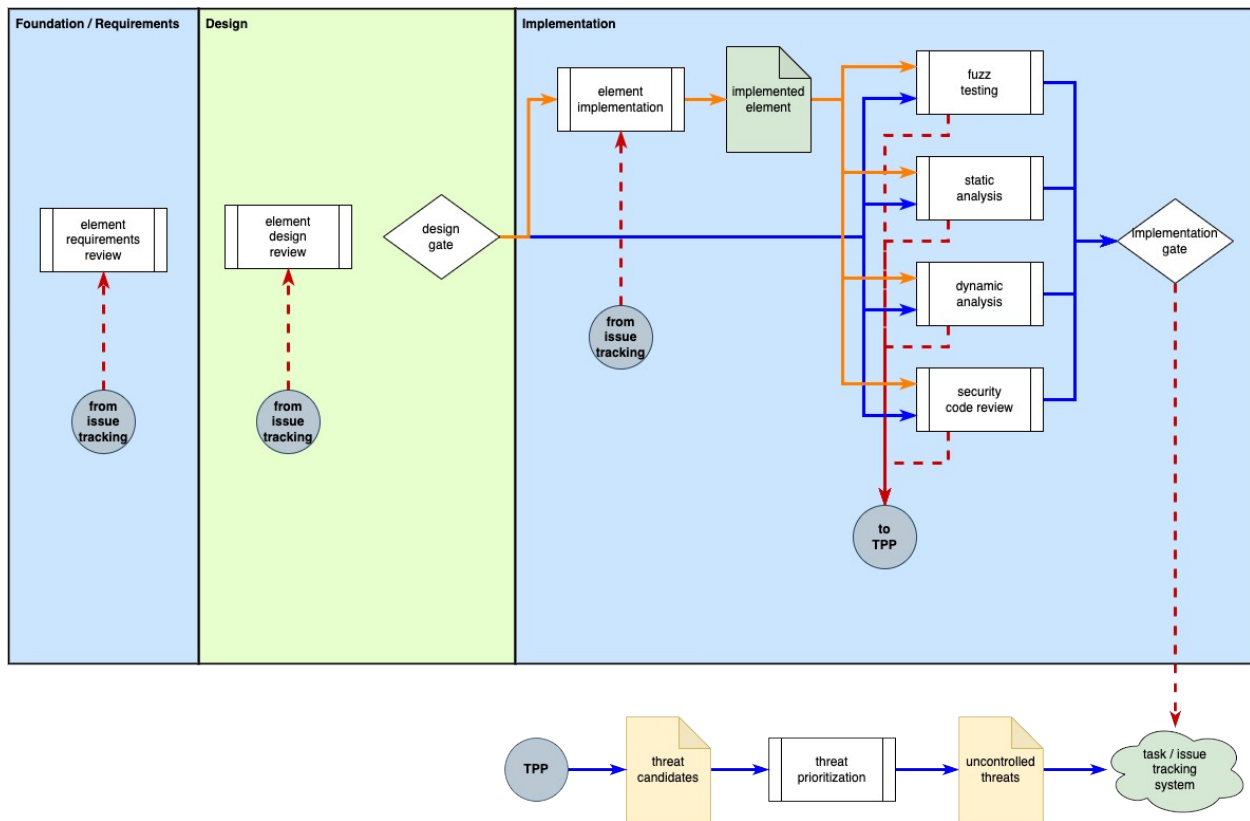 Foundation / Requirements
Design
Implementation
element
requirements
review
from
issue
tracking
element
design
review
from
issue
tracking
design
gate
element
implementation
from
issue
tracking
implemented
element
fuzz
testing
static
analysis
dynamic
analysis
security
code review
to
TPP
implementation
gate
TPP
threat
candidates
threat
prioritization
uncontrolled
threats
task / issue
tracking
system